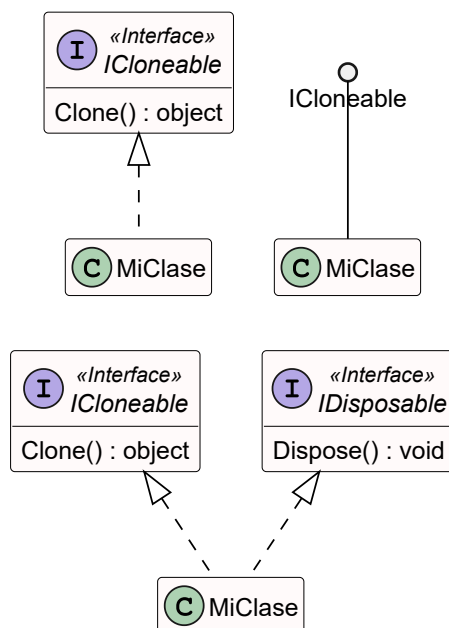 I
«Interface»
ICloneable
Clone() : object
C MiClase
ICloneable
C MiClase
I
«Interface»
ICloneable
Clone() : object
I
«Interface»
IDisposable
Dispose() : void
C MiClase